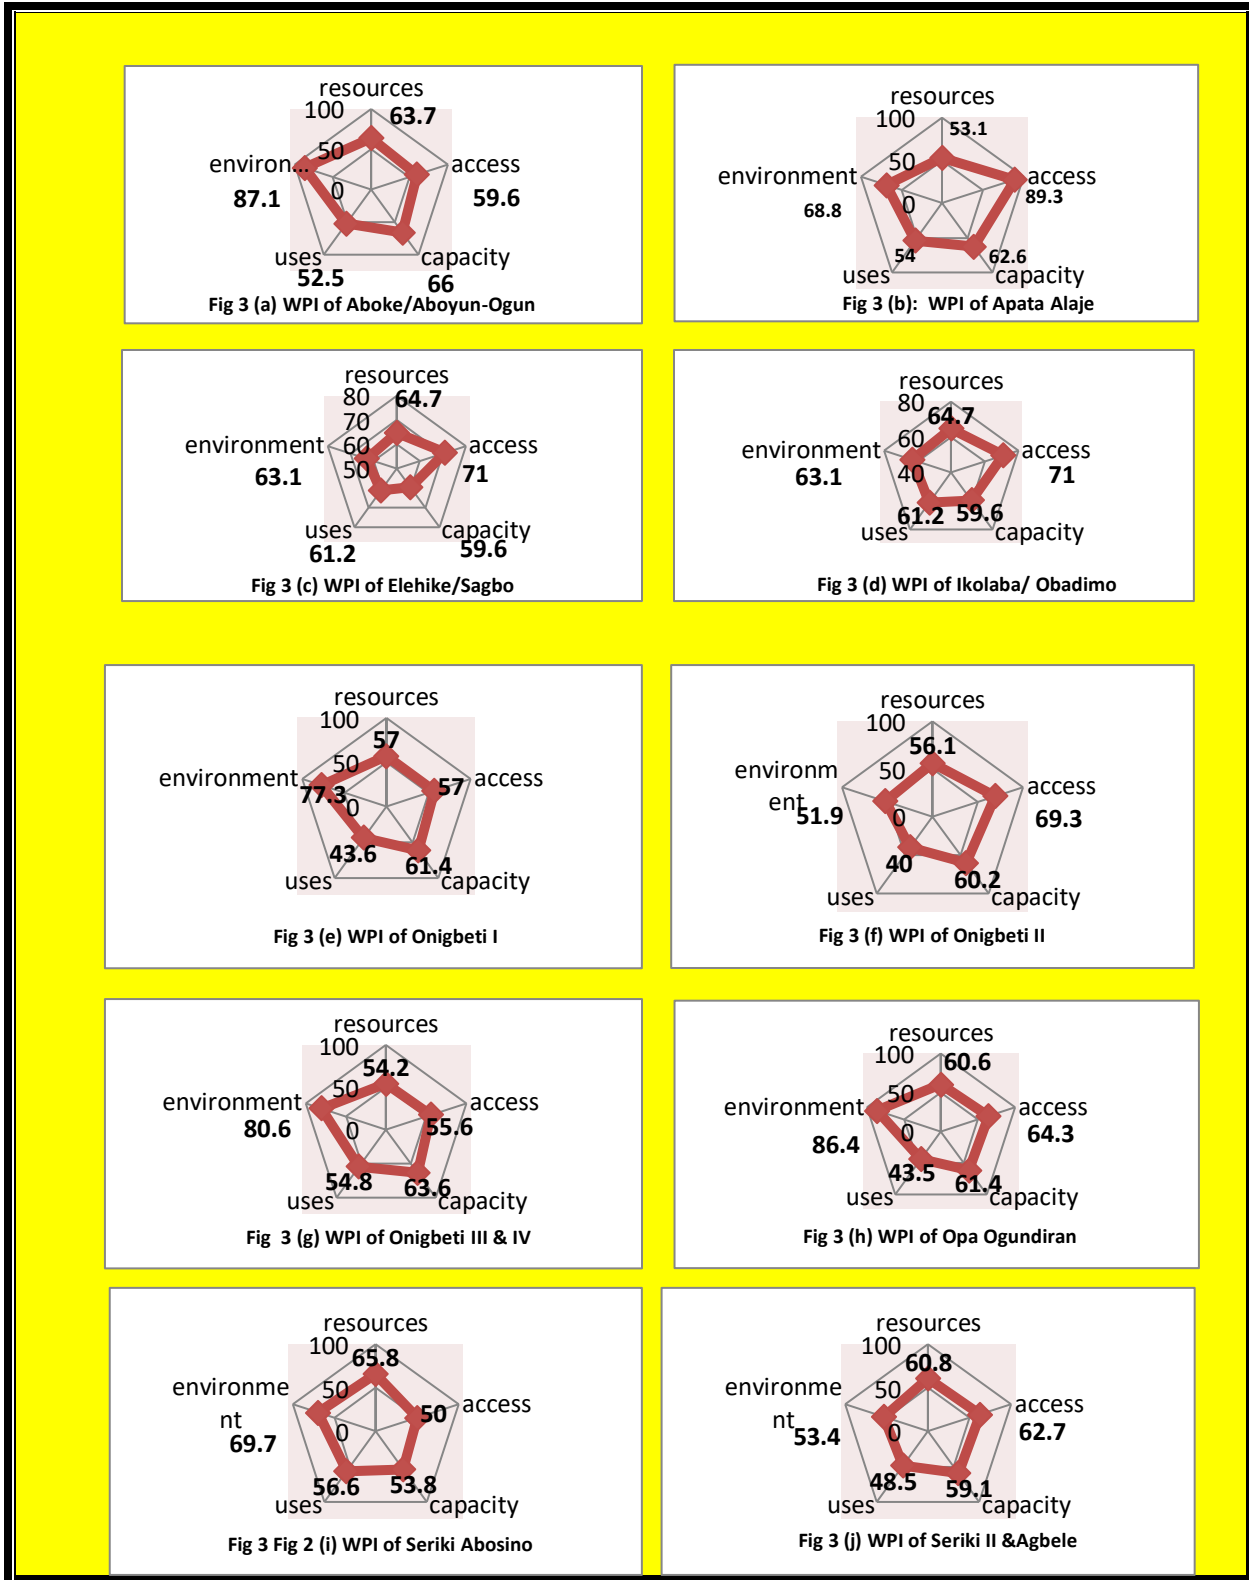 resources
100
63.7
50
environ...
access
0
87.1
59.6
uses
capacity
52.5
66
Fig 3 (a) WPI of Aboke/Aboyun-Ogun
resources
100
53.1
50
environment
access
89.3
68.8
0
54
62.6
uses
capacity
Fig 3 (b): WPI of Apata Alaje
resources
80
64.7
70
60
environment
access
50
63.1
71
uses
capacity
61.2
59.6
Fig 3 (c) WPI of Elehike/Sagbo
resources
80
64.7
60
environment
access
40
63.1
71
61.2
59.6
uses
capacity
Fig 3 (d) WPI of Ikolaba/ Obadimo
resources
100
57
50
environment
access
77.3
57
0
43.6
61.4
uses
capacity
Fig 3 (e) WPI of Onigbeti I
resources
100
56.1
50
environm
ent
access
51.9
69.3
0
40
60.2
uses
capacity
Fig 3 (f) WPI of Onigbeti II
resources
100
54.2
50
environment
access
80.6
55.6
0
54.8
63.6
uses
capacity
Fig 3 (g) WPI of Onigbeti III & IV
resources
100
60.6
50
environment
access
86.4
64.3
0
43.5
61.4
uses
capacity
Fig 3 (h) WPI of Opa Ogundiran
resources
100
65.8
50
environme
nt
access
69.7
50
0
56.6
53.8
uses
capacity
Fig 3 Fig 2 (i) WPI of Seriki Abosino
resources
100
60.8
50
environme
nt
access
53.4
62.7
0
48.5
59.1
uses
capacity
Fig 3 (j) WPI of Seriki II &Agbele